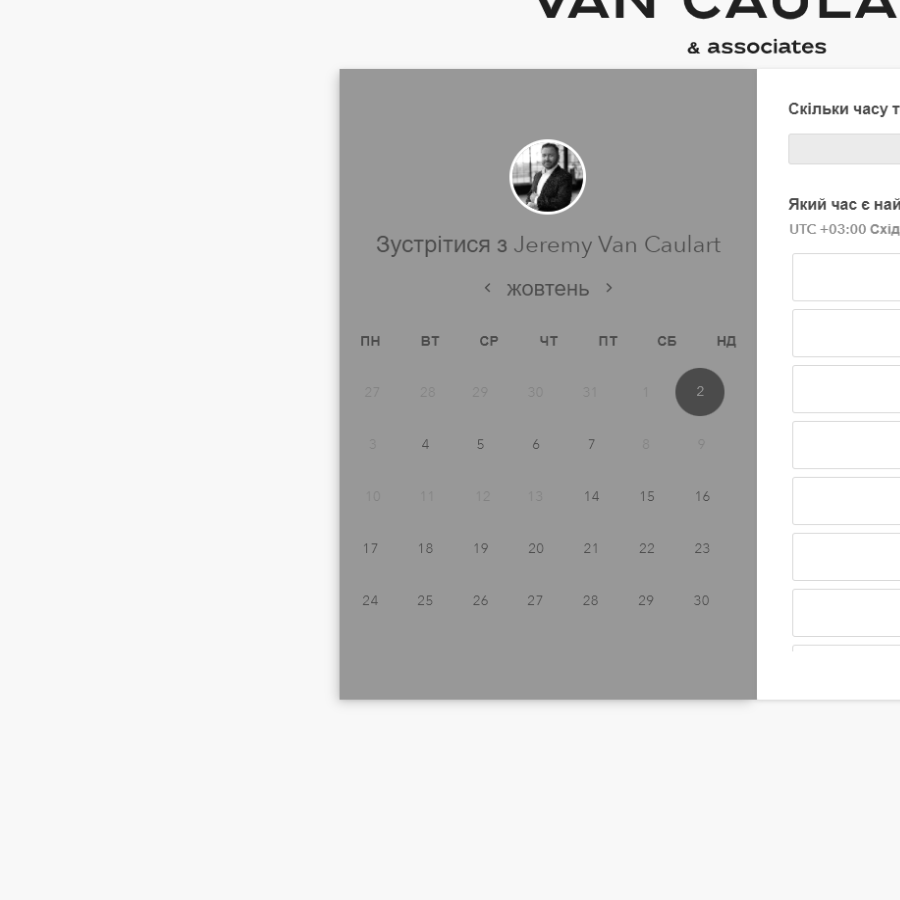 VAN CAULA
& associates
Зустрітися з Jeremy Van Caulart
жовтень
ПН ВТ СР ЧТ ПТ СБ НД
27 28 29 30 31 1 2
3 4 5 6 7 8 9
10 11 12 13 14 15 16
17 18 19 20 21 22 23
24 25 26 27 28 29 30
Скільки часу т
Який час є най
UTC +03:00 Схід